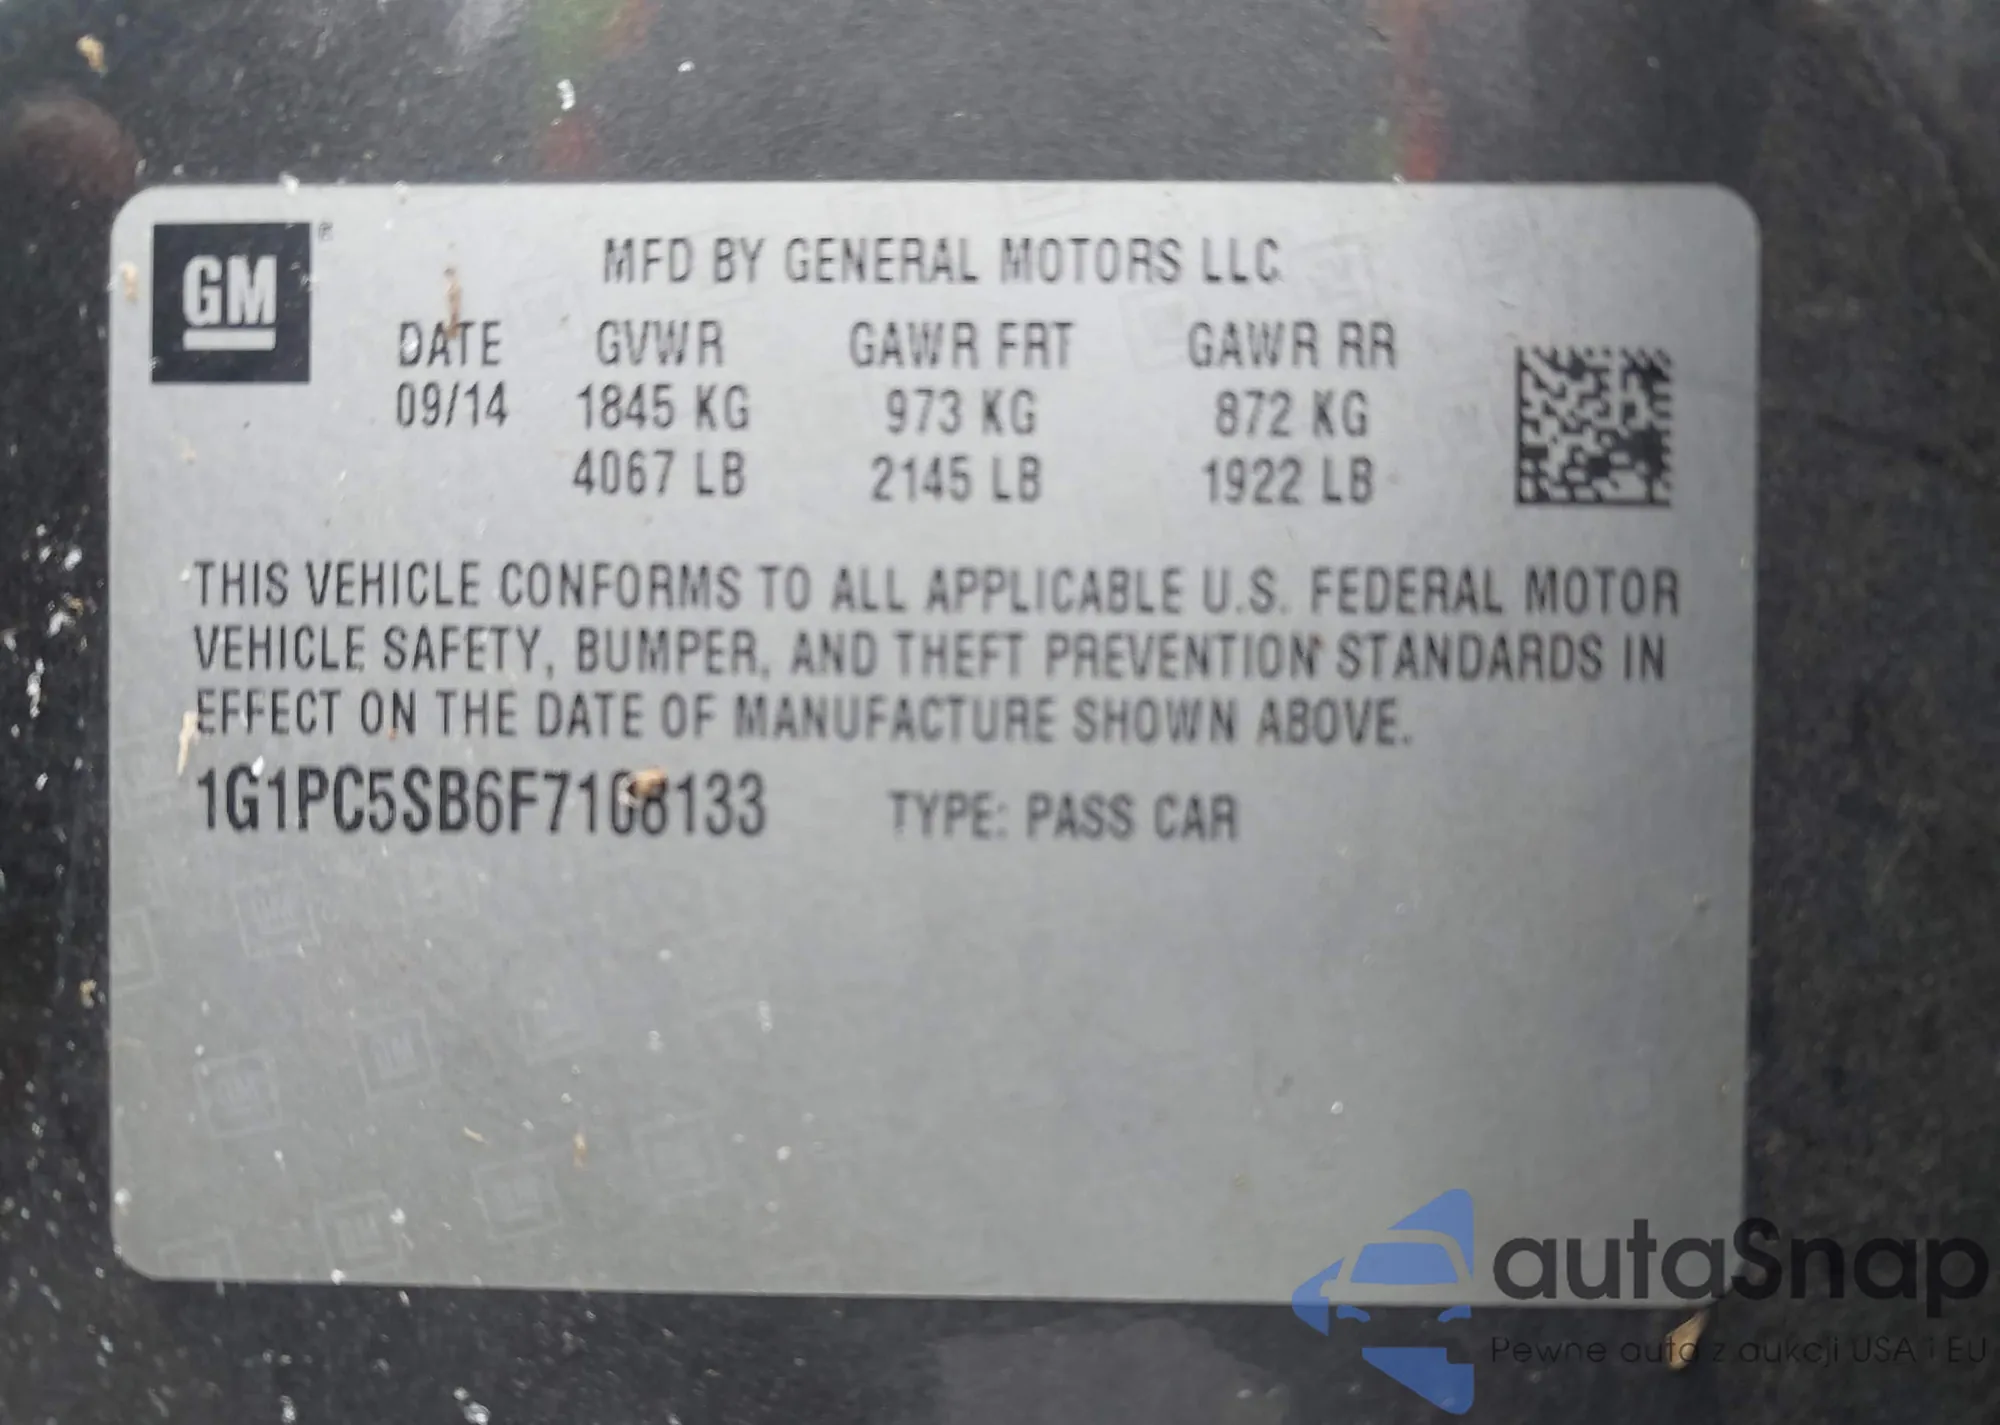 GM
®
MFD BY GENERAL MOTORS LLC
DATE GVWR GAWR FRT GAWR RR
09/14 1845 KG 973 KG 872 KG
4067 LB 2145 LB 1922 LB
THIS VEHICLE CONFORMS TO ALL APPLICABLE U.S. FEDERAL MOTOR
VEHICLE SAFETY, BUMPER, AND THEFT PREVENTION STANDARDS IN
EFFECT ON THE DATE OF MANUFACTURE SHOWN ABOVE.
1G1PC5SB6F7108133 TYPE: PASS CAR
autaSnap
Pewne auta z aukcji USA i EU